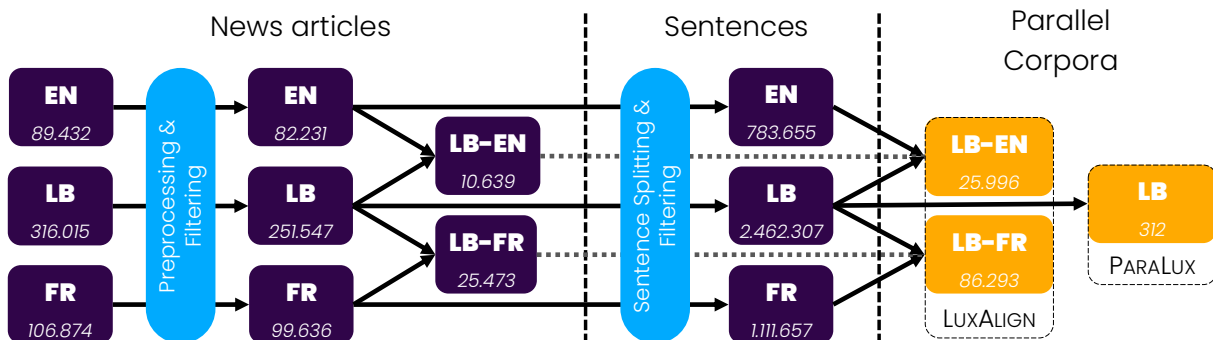 News articles
Sentences
Parallel
Corpora
EN
89.432
LB
316.015
FR
106.874
Preprocessing &
Filtering
EN
82.231
LB
251.547
FR
99.636
LB-EN
10.639
LB-FR
25.473
Sentence Splitting &
Filtering
EN
783.655
LB
2.462.307
FR
1.111.657
LB-EN
25.996
LB-FR
86.293
LUXALIGN
LB
312
PARALUX